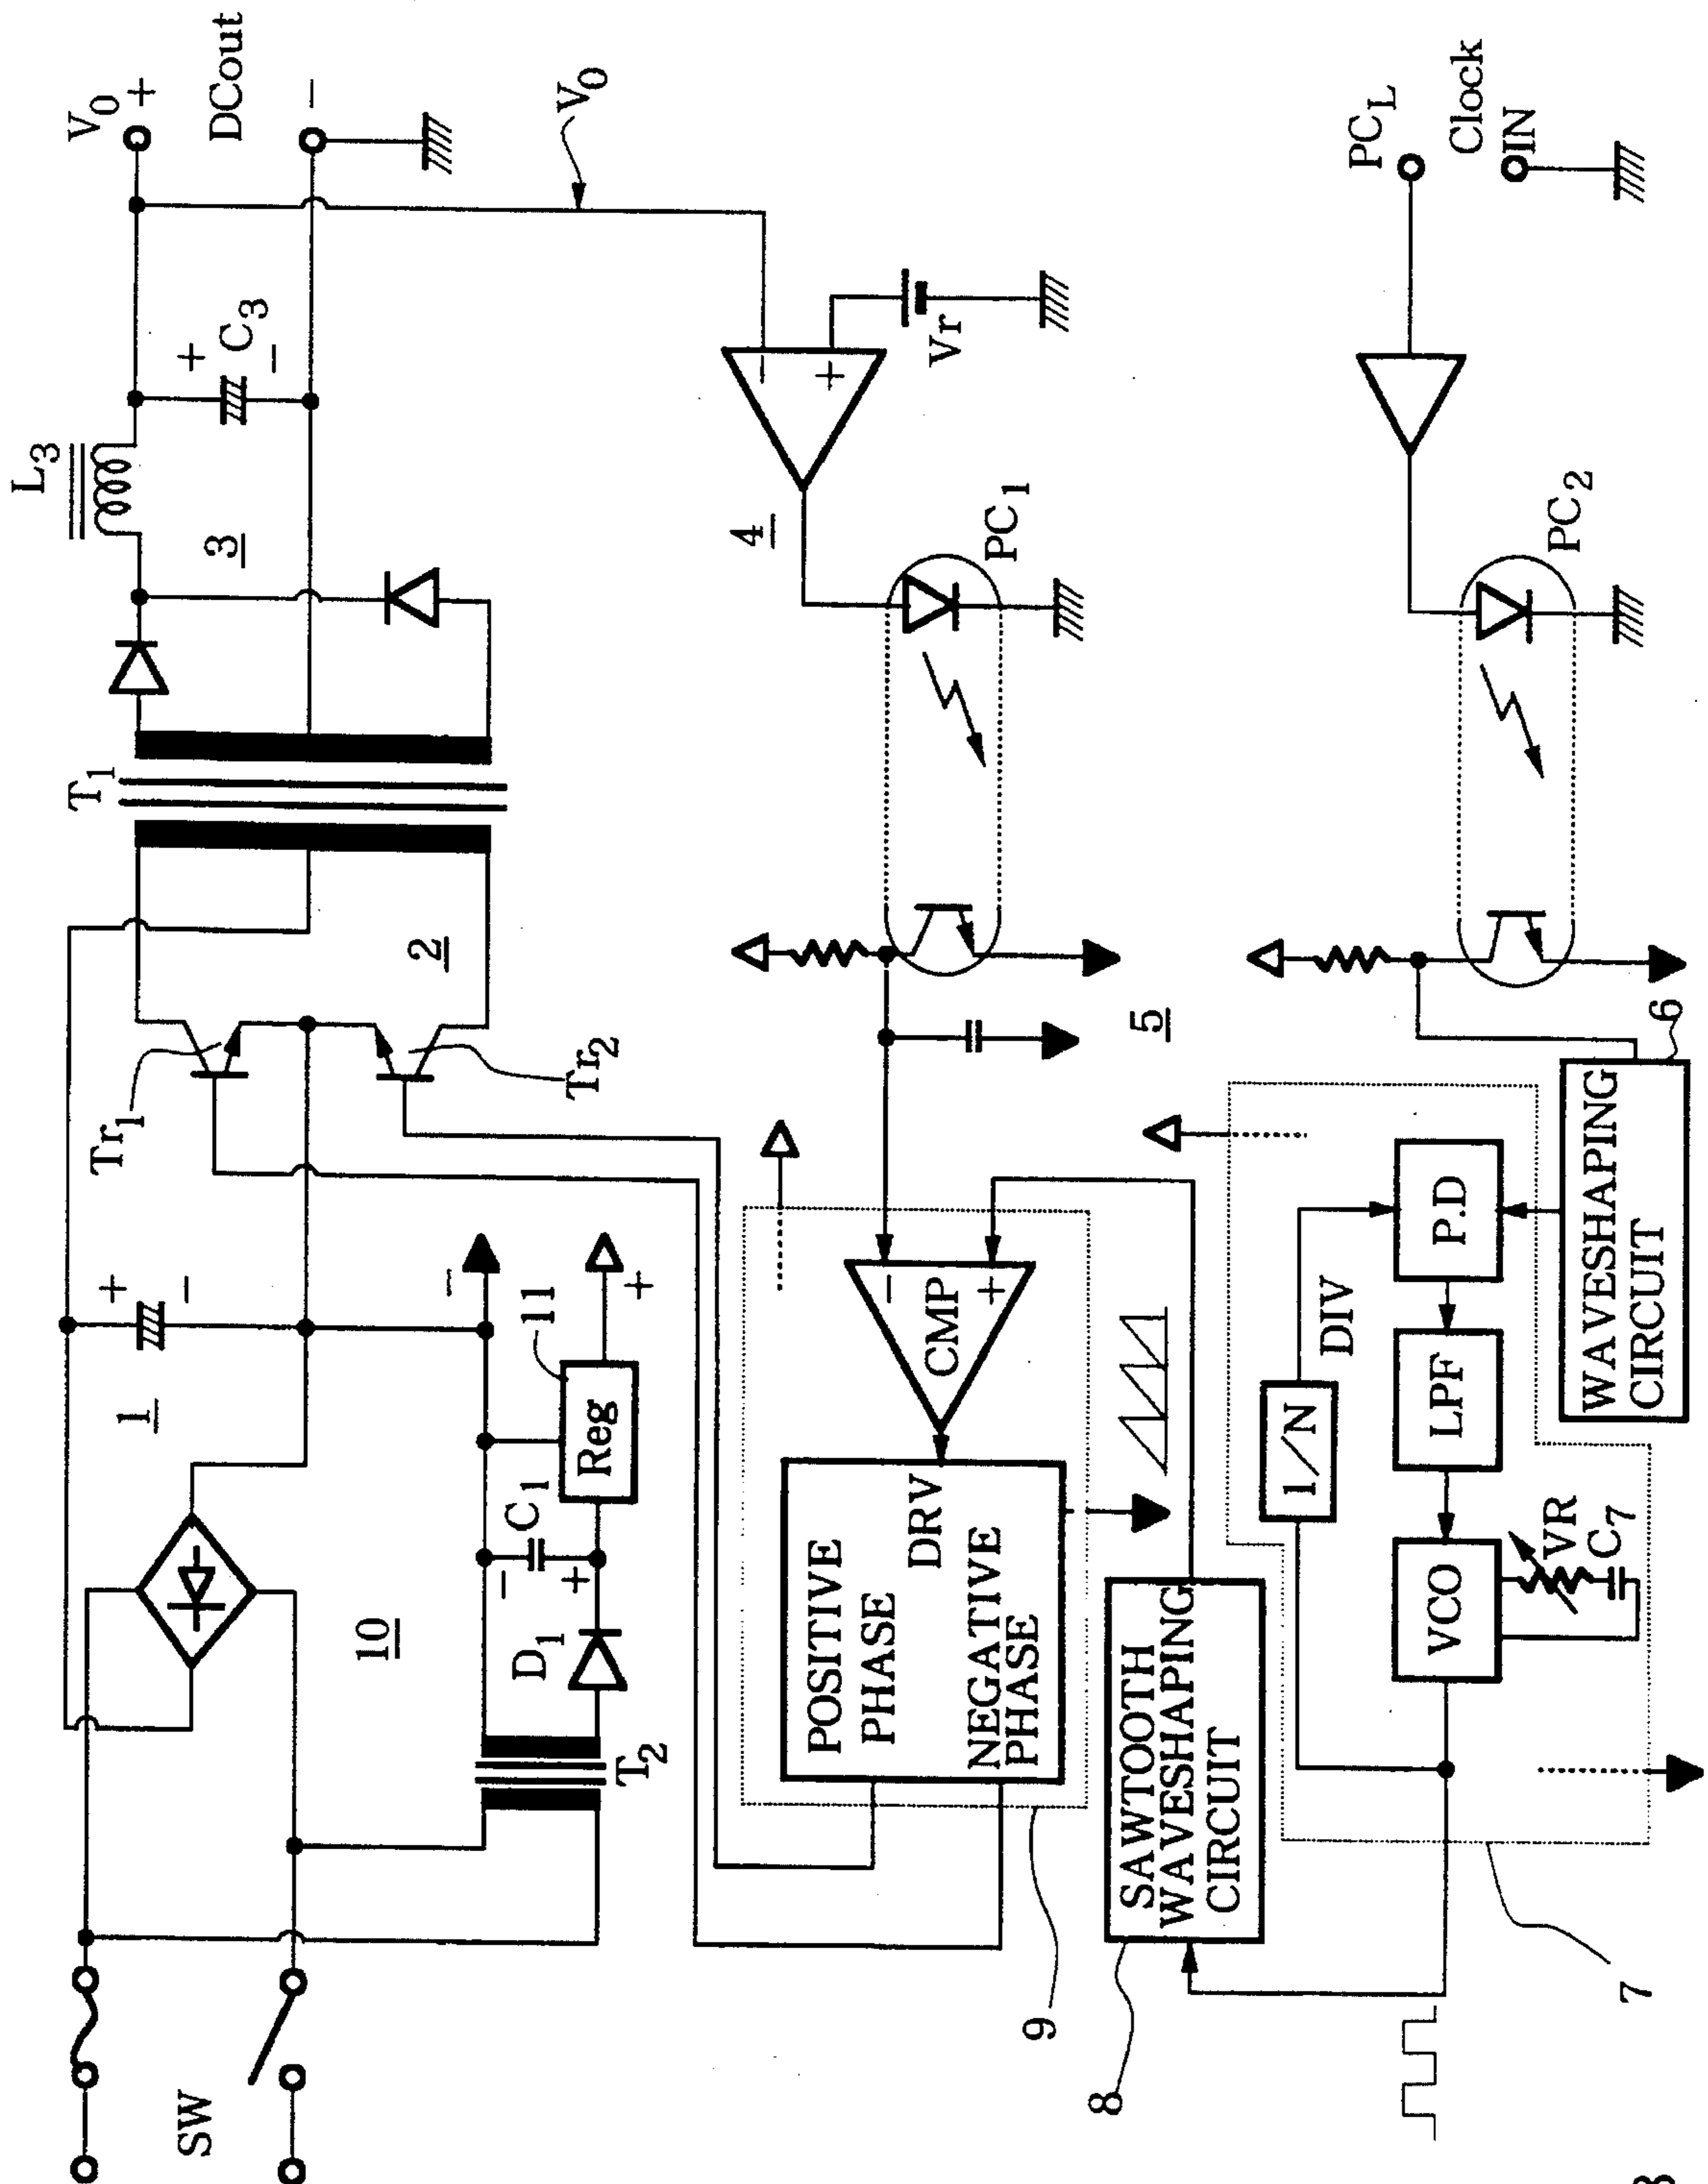 V0 +
DCout
−
V0
PCL
Clock
IN
L3
+
C3
−
3
−
+
Vr
4
PC1
PC2
T1
2
Tr1
Tr2
5
6
1
+
−
−
+
11
Reg
C1
−
+
D1
10
T2
−
CMP
+
POSITIVE
PHASE
DRV
NEGATIVE
PHASE
9
SAWTOOTH
WAVESHAPING
CIRCUIT
8
DIV
1/N
P.D
LPF
VCO
VR
C7
WAVESHAPING
CIRCUIT
7
SW